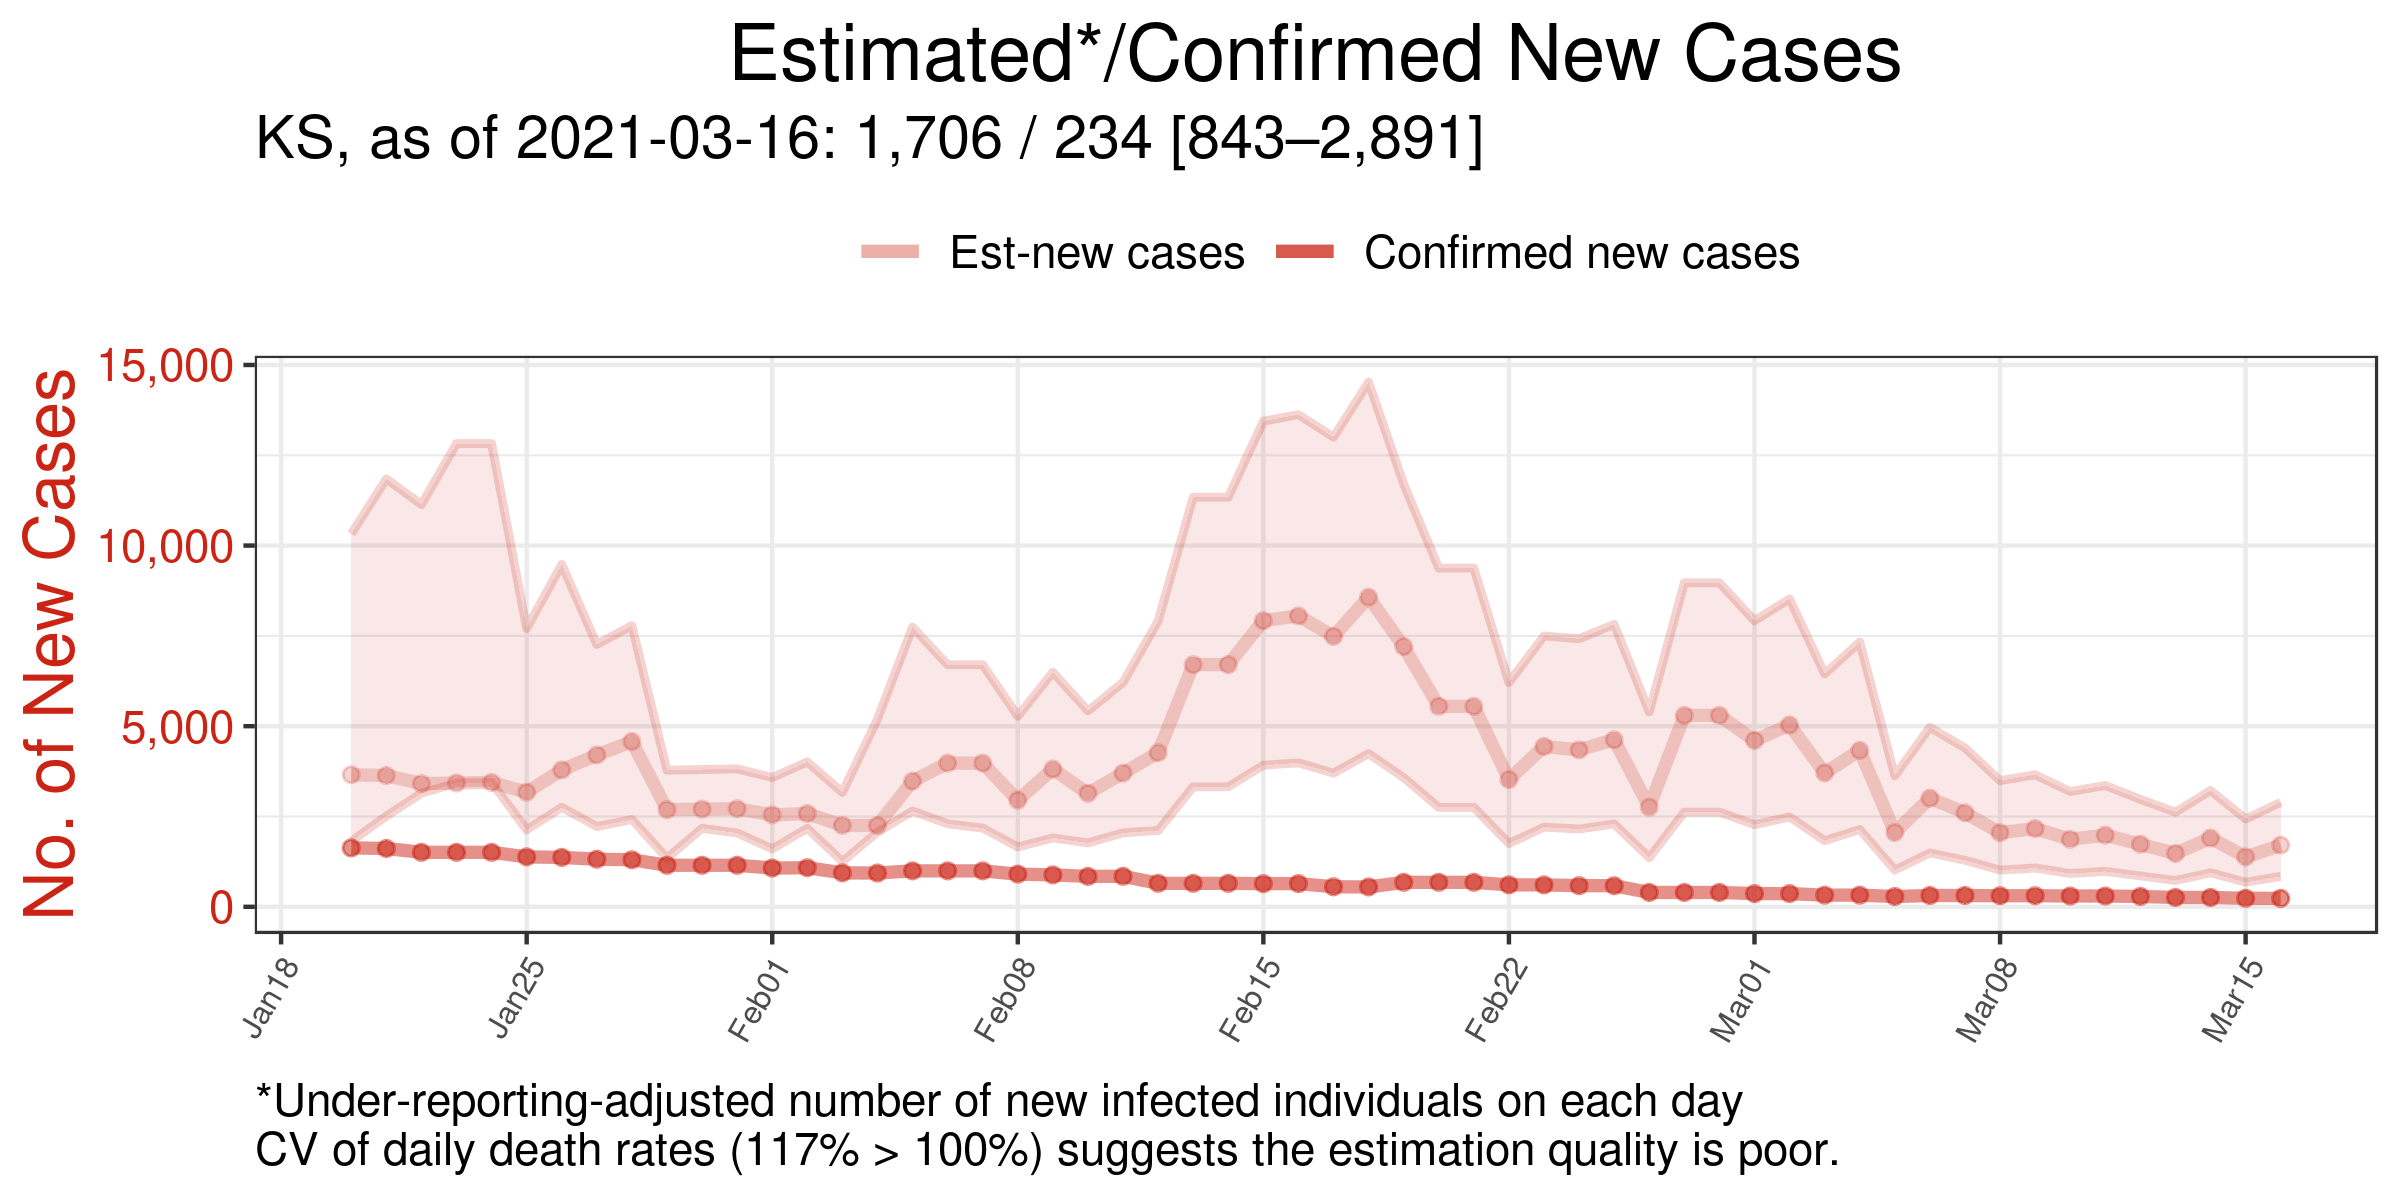 Estimated*/Confirmed New Cases
KS, as of 2021-03-16: 1,706 / 234 [843–2,891]
Est-new cases
Confirmed new cases
No. of New Cases
15,000
10,000
5,000
0
Jan18
Jan25
Feb01
Feb08
Feb15
Feb22
Mar01
Mar08
Mar15
*Under-reporting-adjusted number of new infected individuals on each day
CV of daily death rates (117% > 100%) suggests the estimation quality is poor.